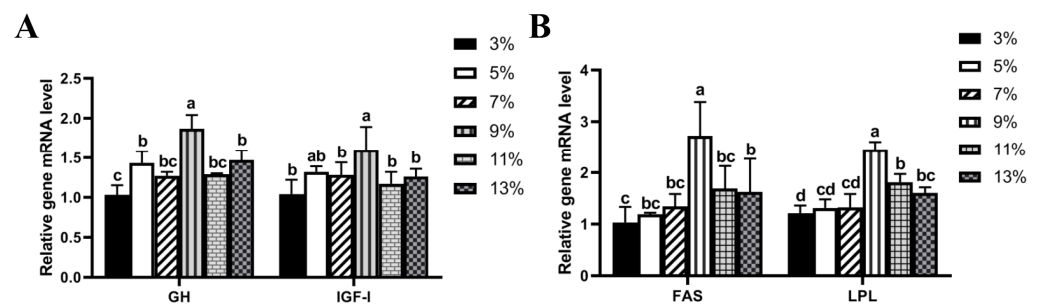 A
B
3%
5%
7%
9%
11%
13%
Relative gene mRNA level
2.5
2.0
1.5
1.0
0.5
0.0
c
b
bc
a
bc
b
b
ab
b
a
b
b
GH
IGF-I
3%
5%
7%
9%
11%
13%
Relative gene mRNA level
4
3
2
1
0
c
bc
bc
a
bc
b
d
cd
cd
a
b
bc
FAS
LPL